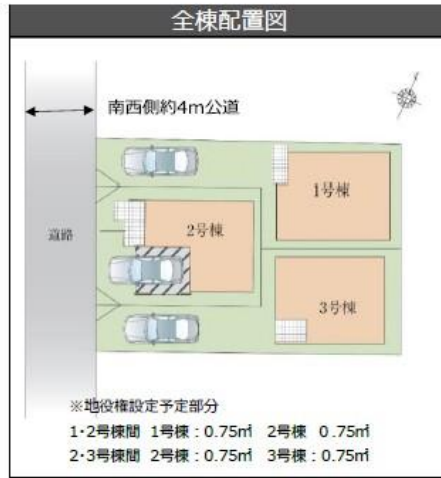 全棟配置図
南西側約4m公道
1号棟
2号棟
道路
3号棟
※地役権設定予定部分
1・2号棟間 1号棟：0.75㎡ 2号棟 0.75㎡
2・3号棟間 2号棟：0.75㎡ 3号棟：0.75㎡